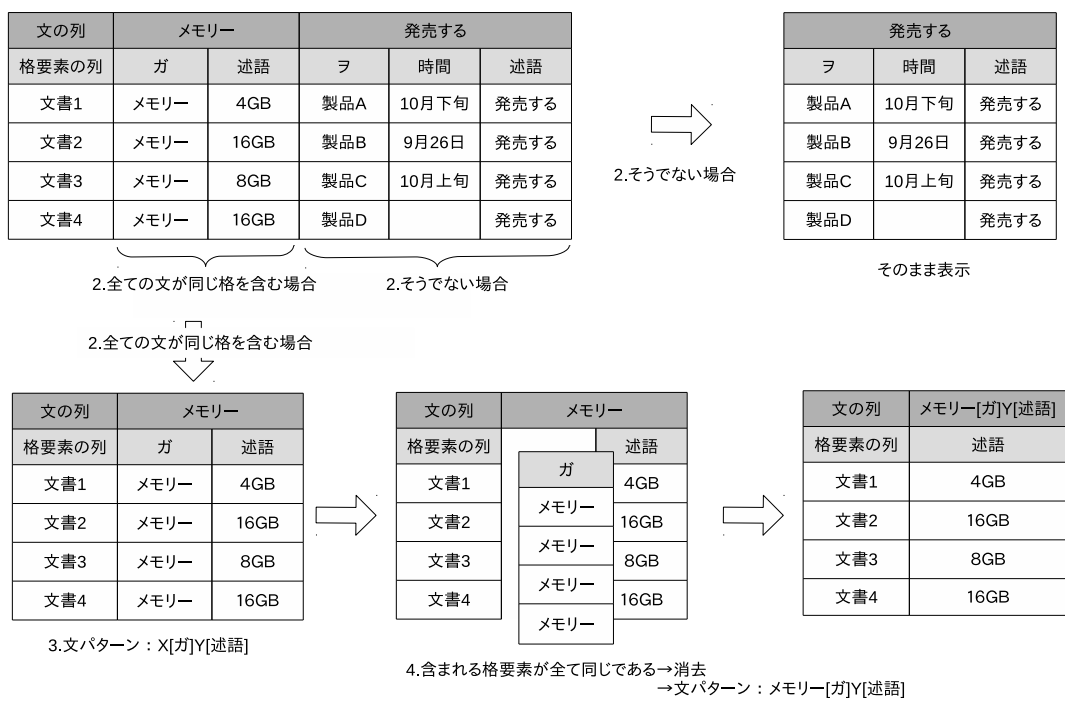 文の列 メモリー 発売する
格要素の列 ガ 述語 ヲ 時間 述語
文書1 メモリー 4GB 製品A 10月下旬 発売する
文書2 メモリー 16GB 製品B 9月26日 発売する
文書3 メモリー 8GB 製品C 10月上旬 発売する
文書4 メモリー 16GB 製品D 発売する
2.全ての文が同じ格を含む場合
2.そうでない場合
2.そうでない場合
発売する
ヲ 時間 述語
製品A 10月下旬 発売する
製品B 9月26日 発売する
製品C 10月上旬 発売する
製品D 発売する
そのまま表示
2.全ての文が同じ格を含む場合
文の列 メモリー
格要素の列 ガ 述語
文書1 メモリー 4GB
文書2 メモリー 16GB
文書3 メモリー 8GB
文書4 メモリー 16GB
3.文パターン：X[ガ]Y[述語]
文の列 メモリー
格要素の列 述語
文書1 4GB
文書2 16GB
文書3 8GB
文書4 16GB
ガ
メモリー
メモリー
メモリー
メモリー
4.含まれる格要素が全て同じである→消去
→文パターン：メモリー[ガ]Y[述語]
文の列 メモリー[ガ]Y[述語]
格要素の列 述語
文書1 4GB
文書2 16GB
文書3 8GB
文書4 16GB